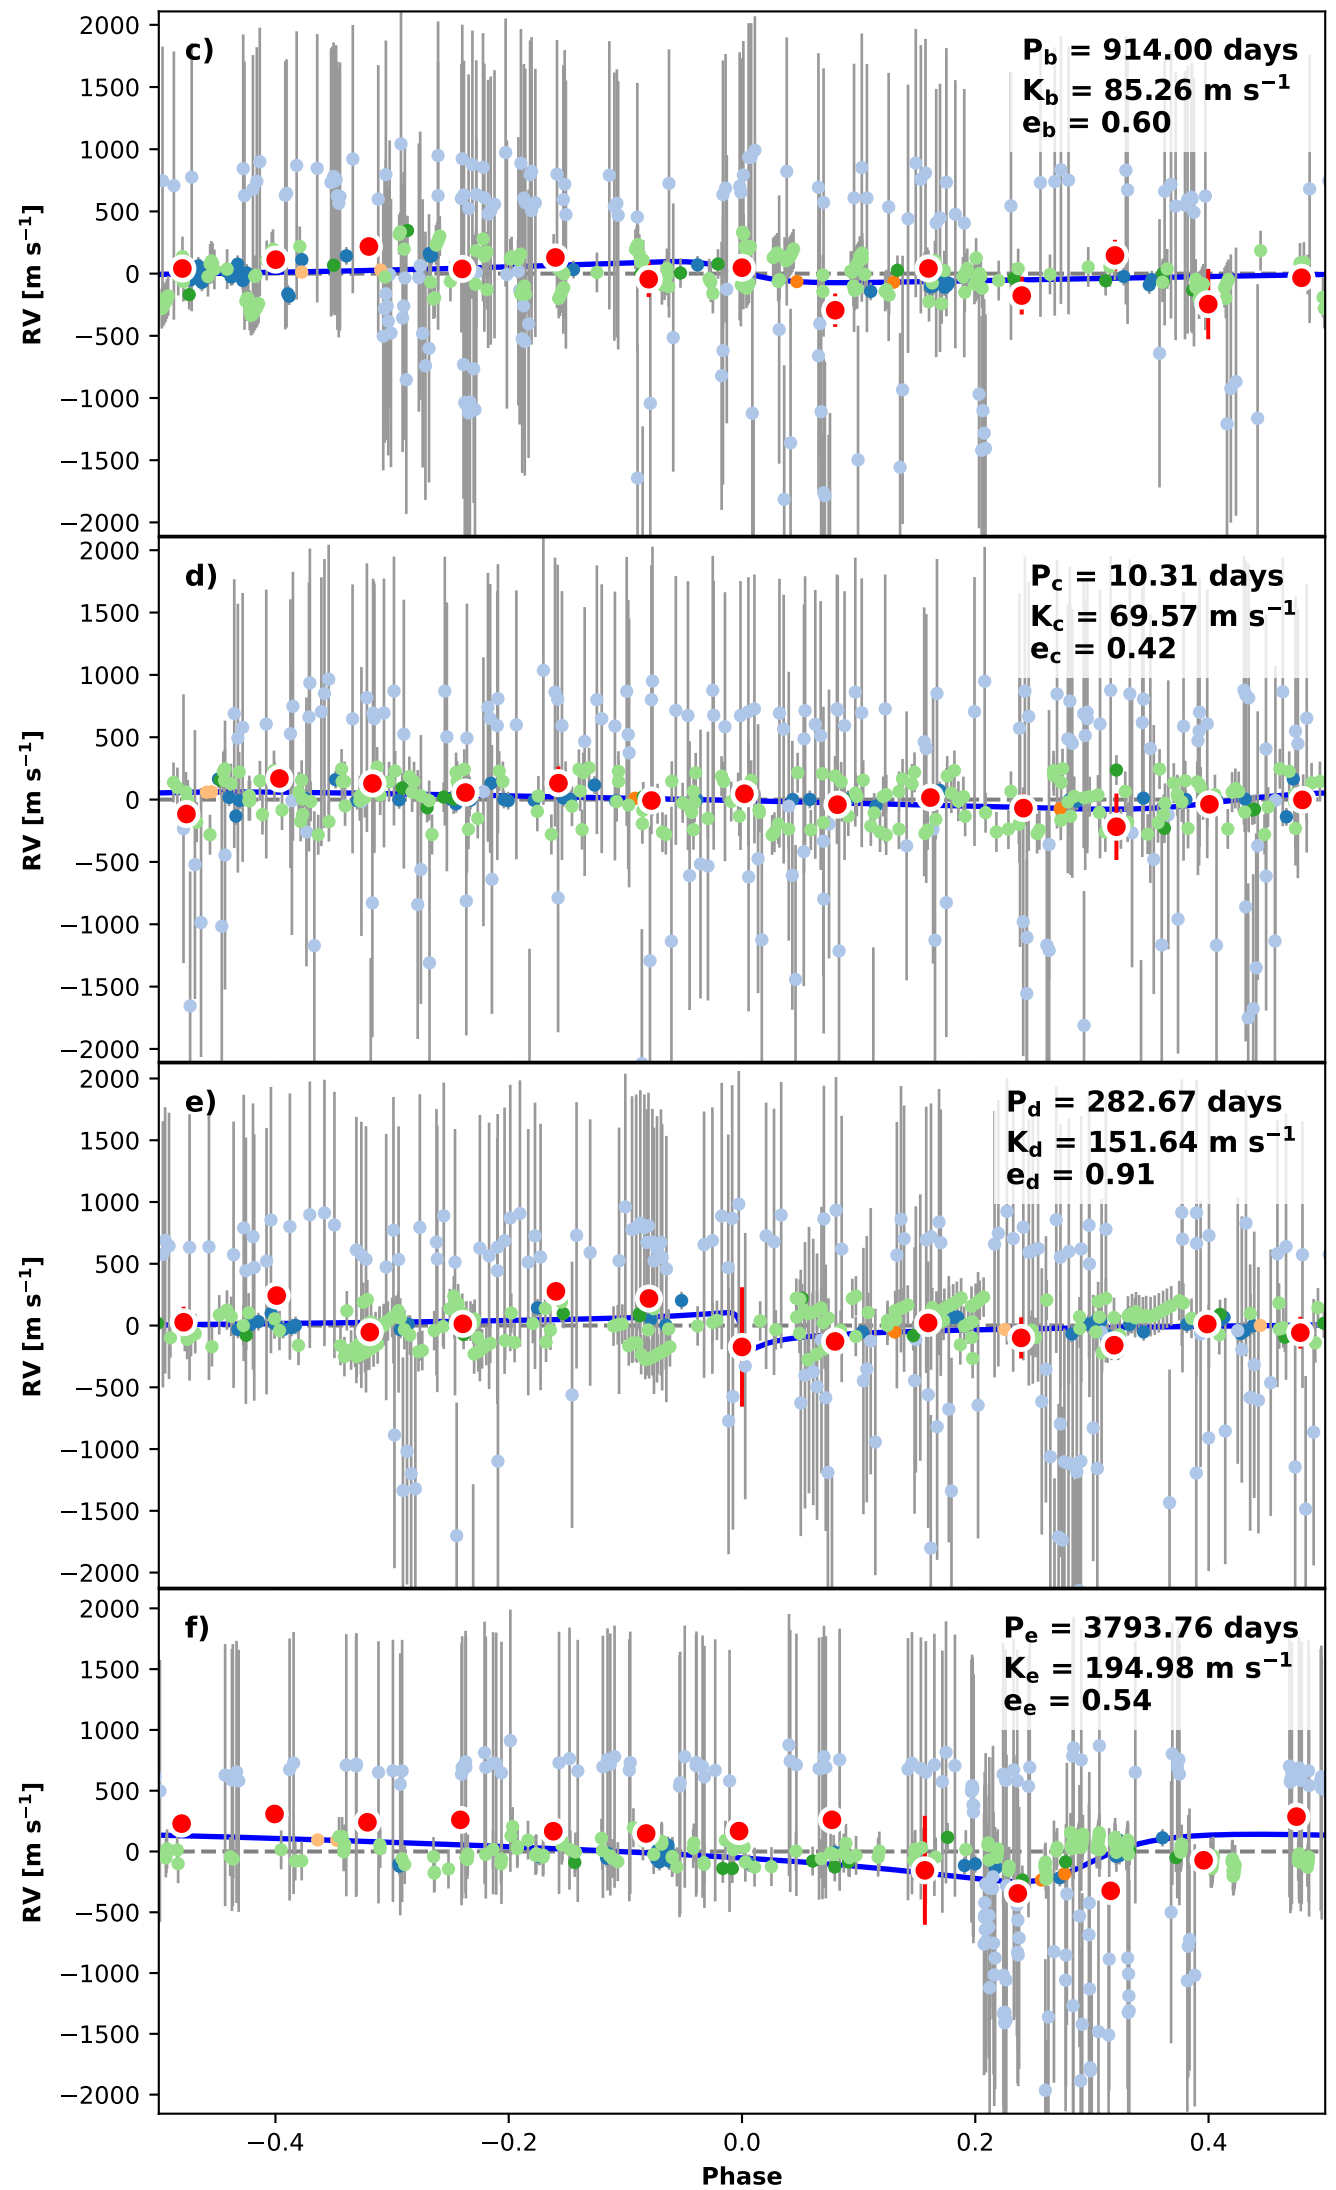 c)
P_b = 914.00 days
K_b = 85.26 m s⁻¹
e_b = 0.60
2000
1500
1000
500
0
−500
−1000
−1500
−2000
RV [m s⁻¹]
d)
P_c = 10.31 days
K_c = 69.57 m s⁻¹
e_c = 0.42
2000
1500
1000
500
0
−500
−1000
−1500
−2000
RV [m s⁻¹]
e)
P_d = 282.67 days
K_d = 151.64 m s⁻¹
e_d = 0.91
2000
1500
1000
500
0
−500
−1000
−1500
−2000
RV [m s⁻¹]
f)
P_e = 3793.76 days
K_e = 194.98 m s⁻¹
e_e = 0.54
2000
1500
1000
500
0
−500
−1000
−1500
−2000
RV [m s⁻¹]
−0.4 −0.2 0.0 0.2 0.4
Phase